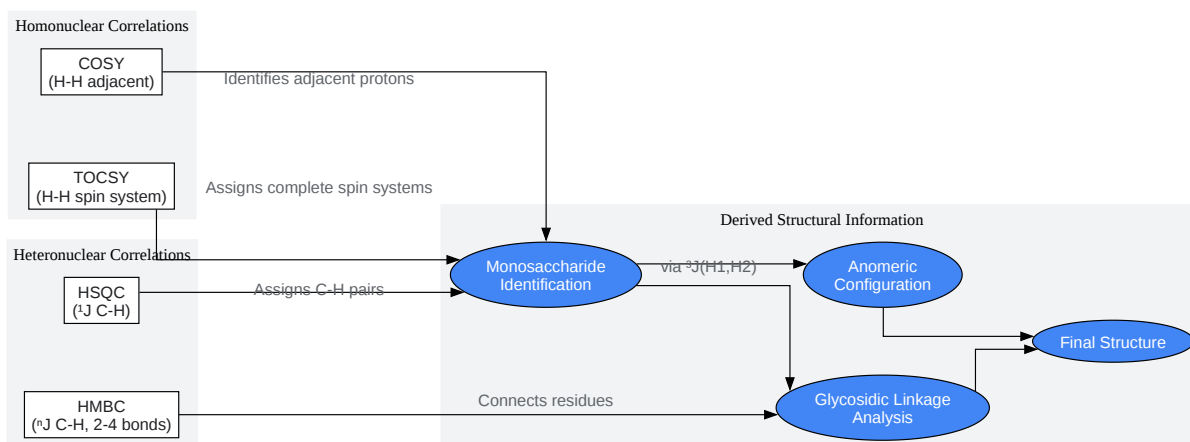 Homonuclear Correlations
COSY
(H-H adjacent)
Identifies adjacent protons
TOCSY
(H-H spin system)
Assigns complete spin systems
Derived Structural Information
Heteronuclear Correlations
HSQC
(¹J C-H)
Assigns C-H pairs
Monosaccharide
Identification
via ³J(H1,H2)
Anomeric
Configuration
Final Structure
HMBC
(ⁿJ C-H, 2-4 bonds)
Connects residues
Glycosidic Linkage
Analysis